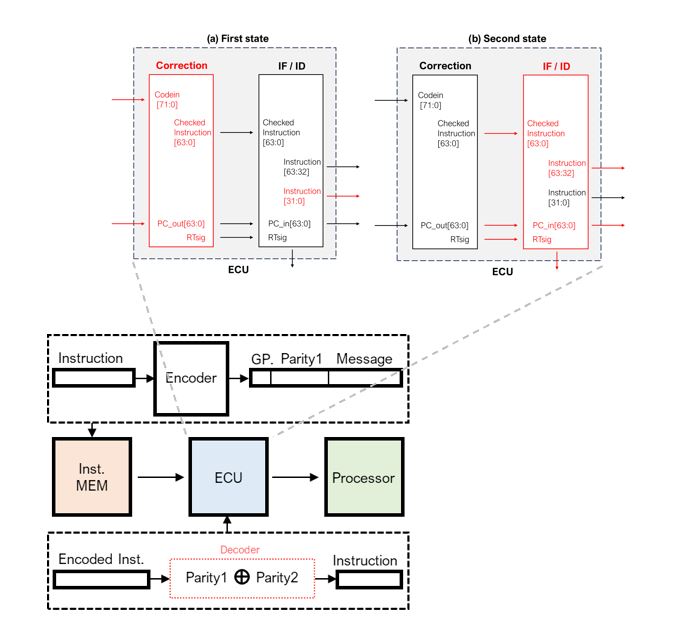 (a) First state
Correction
IF / ID
Codein
[71:0]
Checked
Instruction
[63:0]
Checked
Instruction
[63:0]
Instruction
[63:32]
Instruction
[31:0]
PC_out[63:0]
PC_in[63:0]
RTsig
RTsig
ECU
(b) Second state
Correction
IF / ID
Codein
[71:0]
Checked
Instruction
[63:0]
Checked
Instruction
[63:0]
Instruction
[63:32]
Instruction
[31:0]
PC_out[63:0]
PC_in[63:0]
RTsig
RTsig
ECU
Instruction
Encoder
GP. Parity1 Message
Inst.
MEM
ECU
Processor
Encoded Inst.
Decoder
Parity1 ⊕ Parity2
Instruction